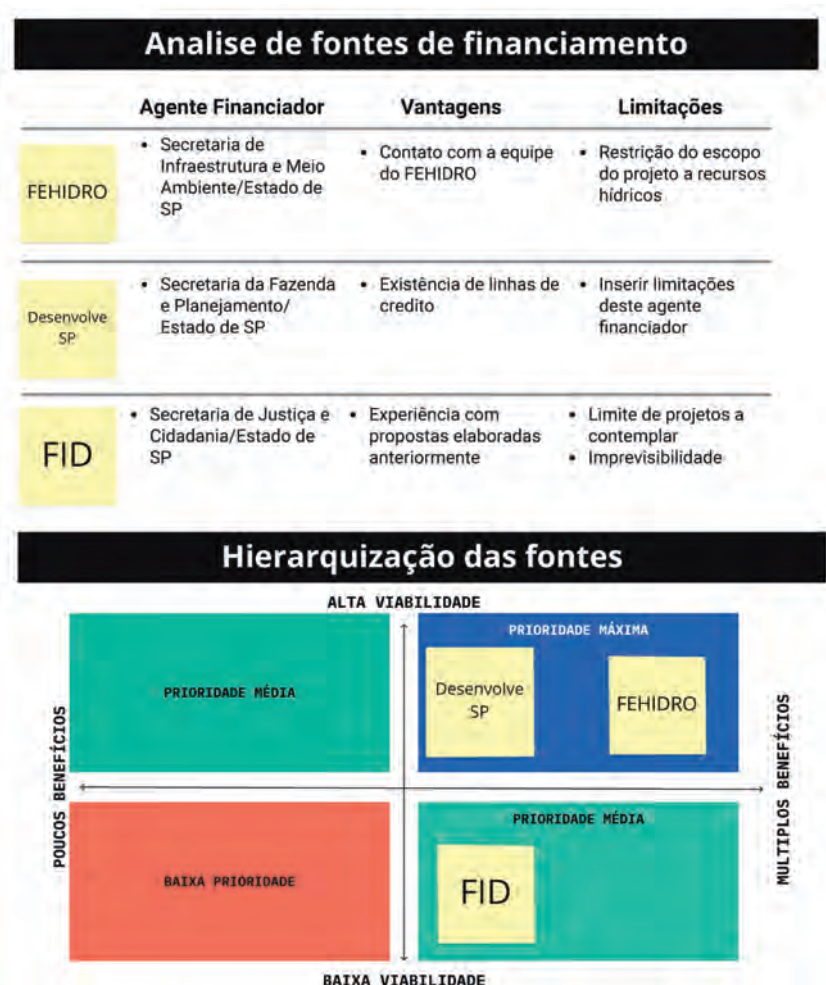 Analise de fontes de financiamento
Agente Financiador
Vantagens
Limitações
FEHIDRO
• Secretaria de
Infraestrutura e Meio
Ambiente/Estado de
SP
• Contato com a equipe
do FEHIDRO
• Restrição do escopo
do projeto a recursos
hídricos
Desenvolve
SP
• Secretaria da Fazenda
e Planejamento/
Estado de SP
• Existência de linhas de
credito
• Inserir limitações
deste agente
financiador
FID
• Secretaria de Justiça e
Cidadania/Estado de
SP
• Experiência com
propostas elaboradas
anteriormente
• Limite de projetos a
contemplar
• Imprevisibilidade
Hierarquização das fontes
ALTA VIABILIDADE
PRIORIDADE MÉDIA
PRIORIDADE MÁXIMA
Desenvolve
SP
FEHIDRO
POUCOS BENEFÍCIOS
MULTIPLOS BENEFÍCIOS
BAIXA PRIORIDADE
PRIORIDADE MÉDIA
FID
BAIXA VIABILIDADE